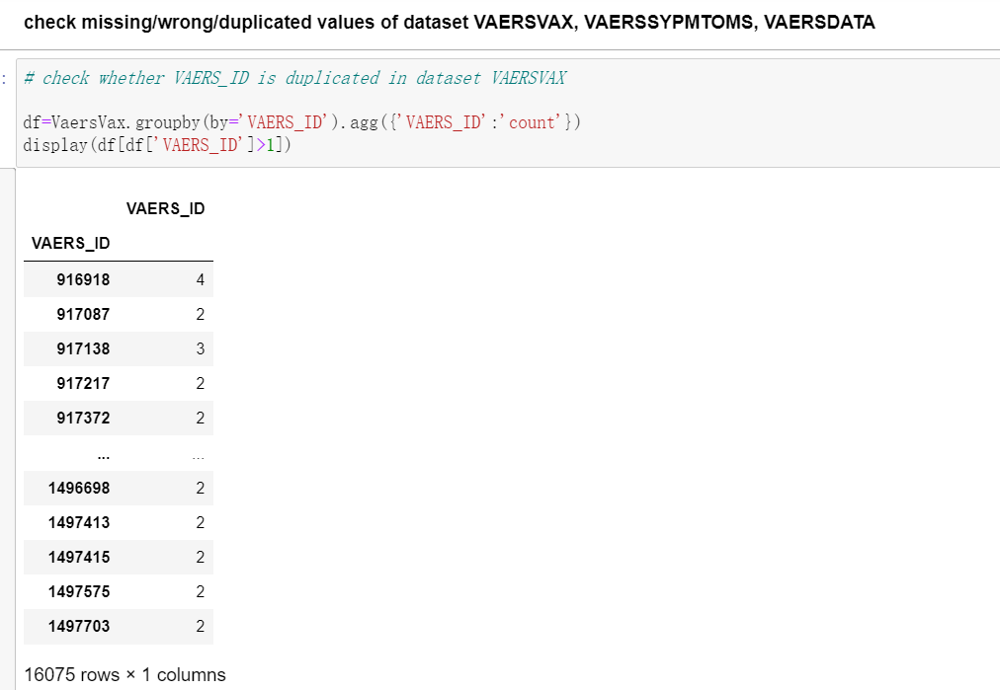 check missing/wrong/duplicated values of dataset VAERSVAX, VAERSSYPMTOMS, VAERSDATA
:
# check whether VAERS_ID is duplicated in dataset VAERSVAX
df=VaersVax.groupby(by='VAERS_ID').agg({'VAERS_ID':'count'})
display(df[df['VAERS_ID']>1])
VAERS_ID
VAERS_ID
916918 4
917087 2
917138 3
917217 2
917372 2
... ...
1496698 2
1497413 2
1497415 2
1497575 2
1497703 2
16075 rows × 1 columns